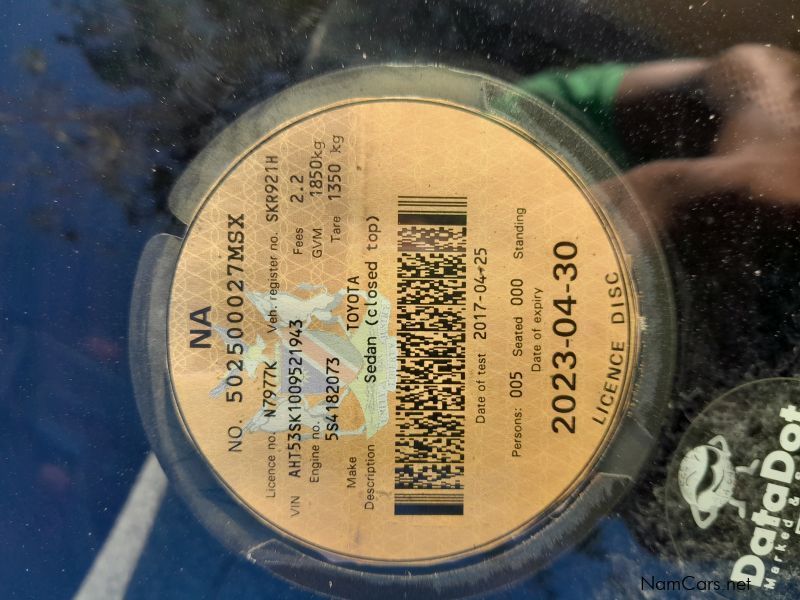 NA
NO. 502500027MSX
Licence no. N7977K Veh. register no. SKR921H
VIN AHT53SK1009521943 Fees 2.2
Engine no. 5S4182073 GVM 1850kg
Tare 1350 kg
Make TOYOTA
Description Sedan (closed top)
Date of test 2017-04-25
Persons: 005 Seated 000 Standing
Date of expiry
2023-04-30
LICENCE DISC
DataDot
Marked &
NamCars.net